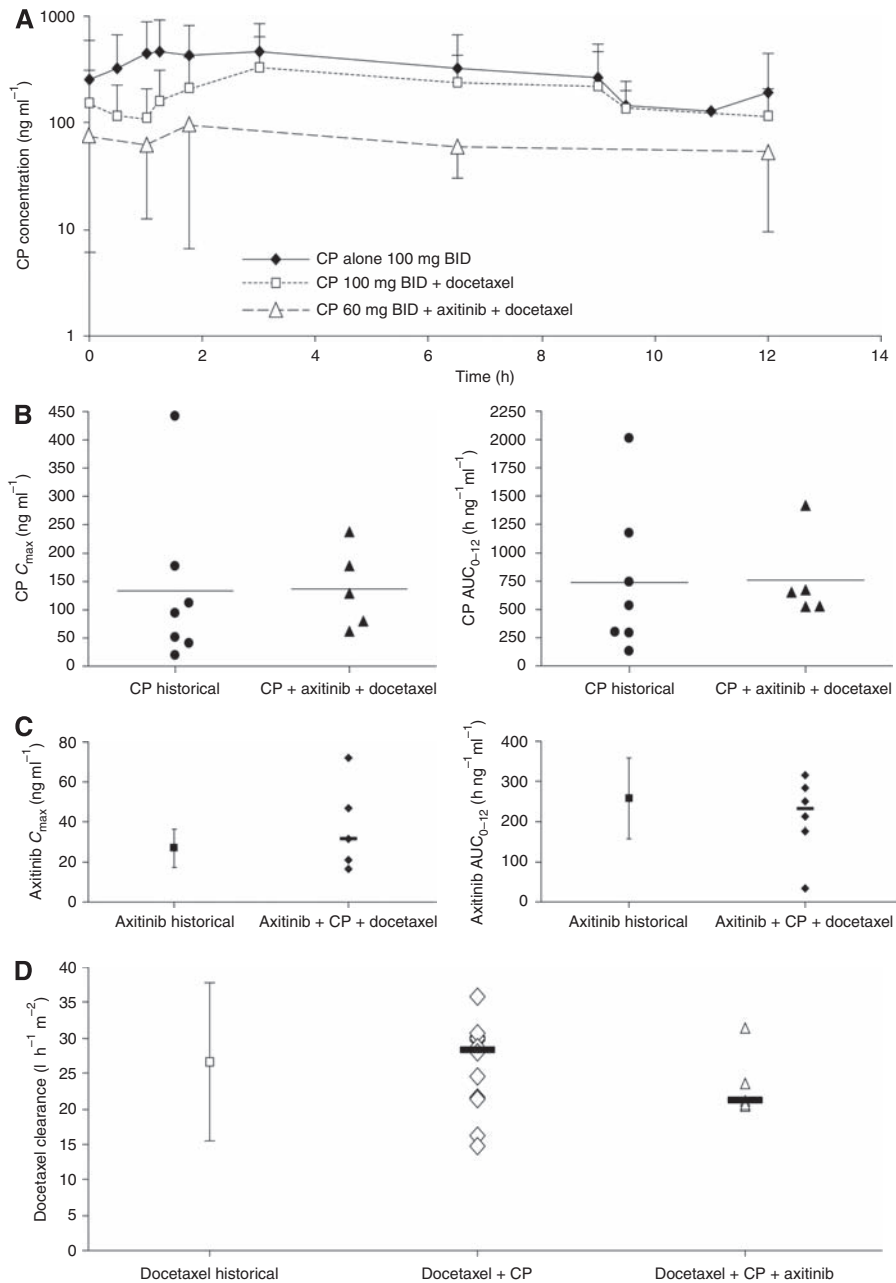 A
CP concentration (ng ml−1)
1000
100
10
1
CP alone 100 mg BID
CP 100 mg BID + docetaxel
CP 60 mg BID + axitinib + docetaxel
0 2 4 6 8 10 12 14
Time (h)
B
CP Cmax (ng ml−1)
450
400
350
300
250
200
150
100
50
0
CP historical CP + axitinib + docetaxel
CP AUC0–12 (h ng−1 ml−1)
2250
2000
1750
1500
1250
1000
750
500
250
0
CP historical CP + axitinib + docetaxel
C
Axitinib Cmax (ng ml−1)
80
60
40
20
0
Axitinib historical Axitinib + CP + docetaxel
Axitinib AUC0–12 (h ng−1 ml−1)
400
300
200
100
0
Axitinib historical Axitinib + CP + docetaxel
D
Docetaxel clearance (l h−1 m−2)
40
35
30
25
20
15
10
5
0
Docetaxel historical Docetaxel + CP Docetaxel + CP + axitinib